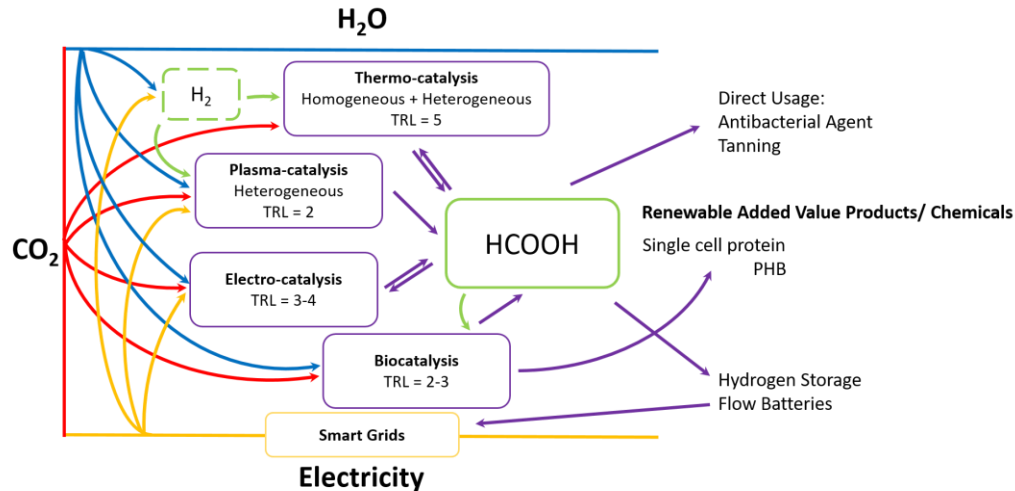 H₂O
H₂
Thermo-catalysis
Homogeneous + Heterogeneous
TRL = 5
Direct Usage:
Antibacterial Agent
Tanning
Plasma-catalysis
Heterogeneous
TRL = 2
CO₂
HCOOH
Renewable Added Value Products/ Chemicals
Single cell protein
PHB
Electro-catalysis
TRL = 3-4
Biocatalysis
TRL = 2-3
Hydrogen Storage
Flow Batteries
Smart Grids
Electricity